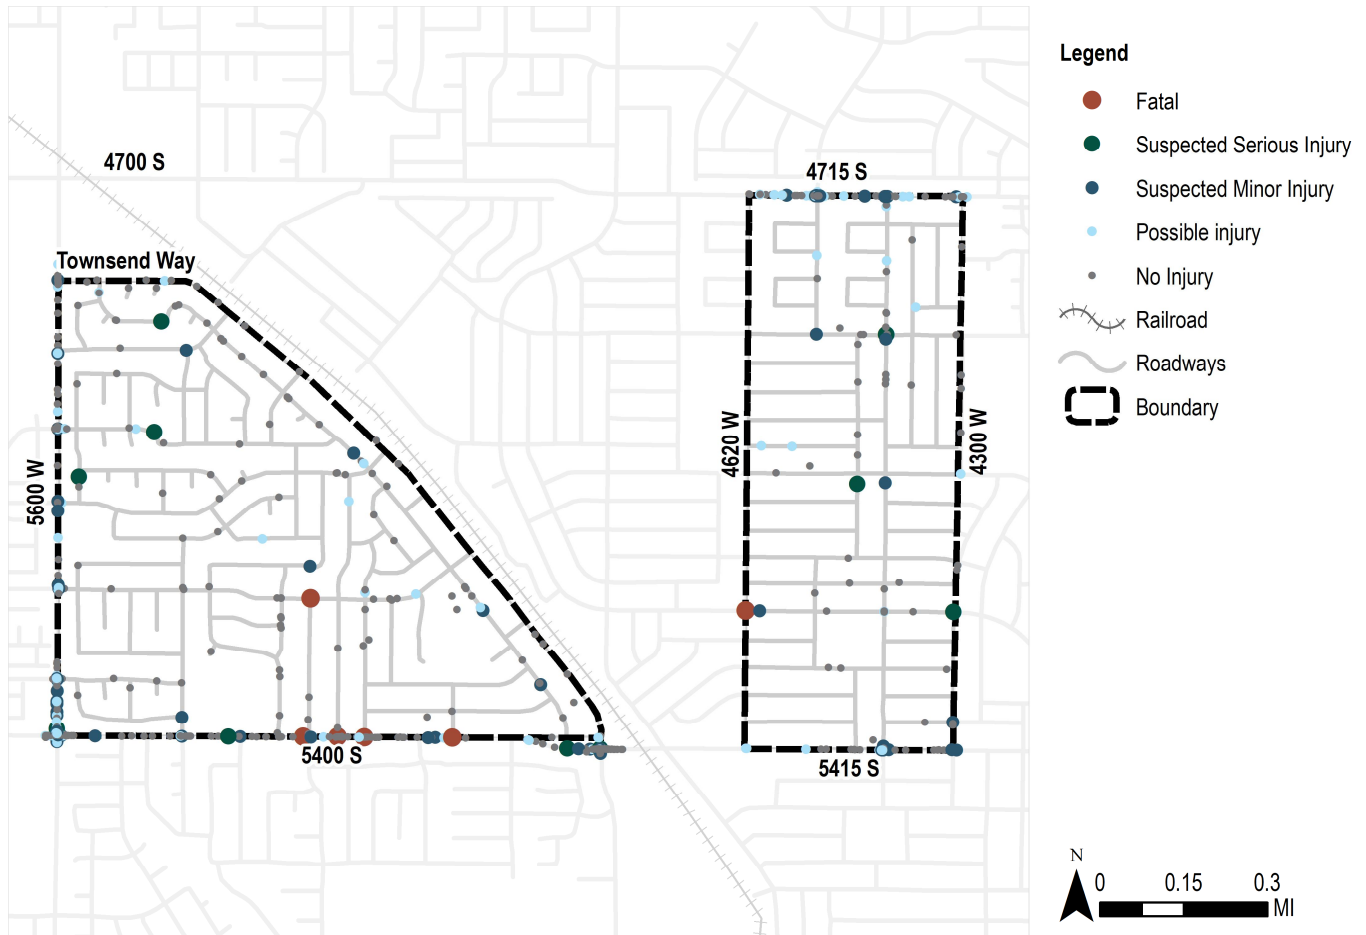 Legend
Fatal
Suspected Serious Injury
Suspected Minor Injury
Possible injury
No Injury
Railroad
Roadways
Boundary
4700 S
4715 S
Townsend Way
5600 W
4620 W
4300 W
5400 S
5415 S
N
0 0.15 0.3
MI